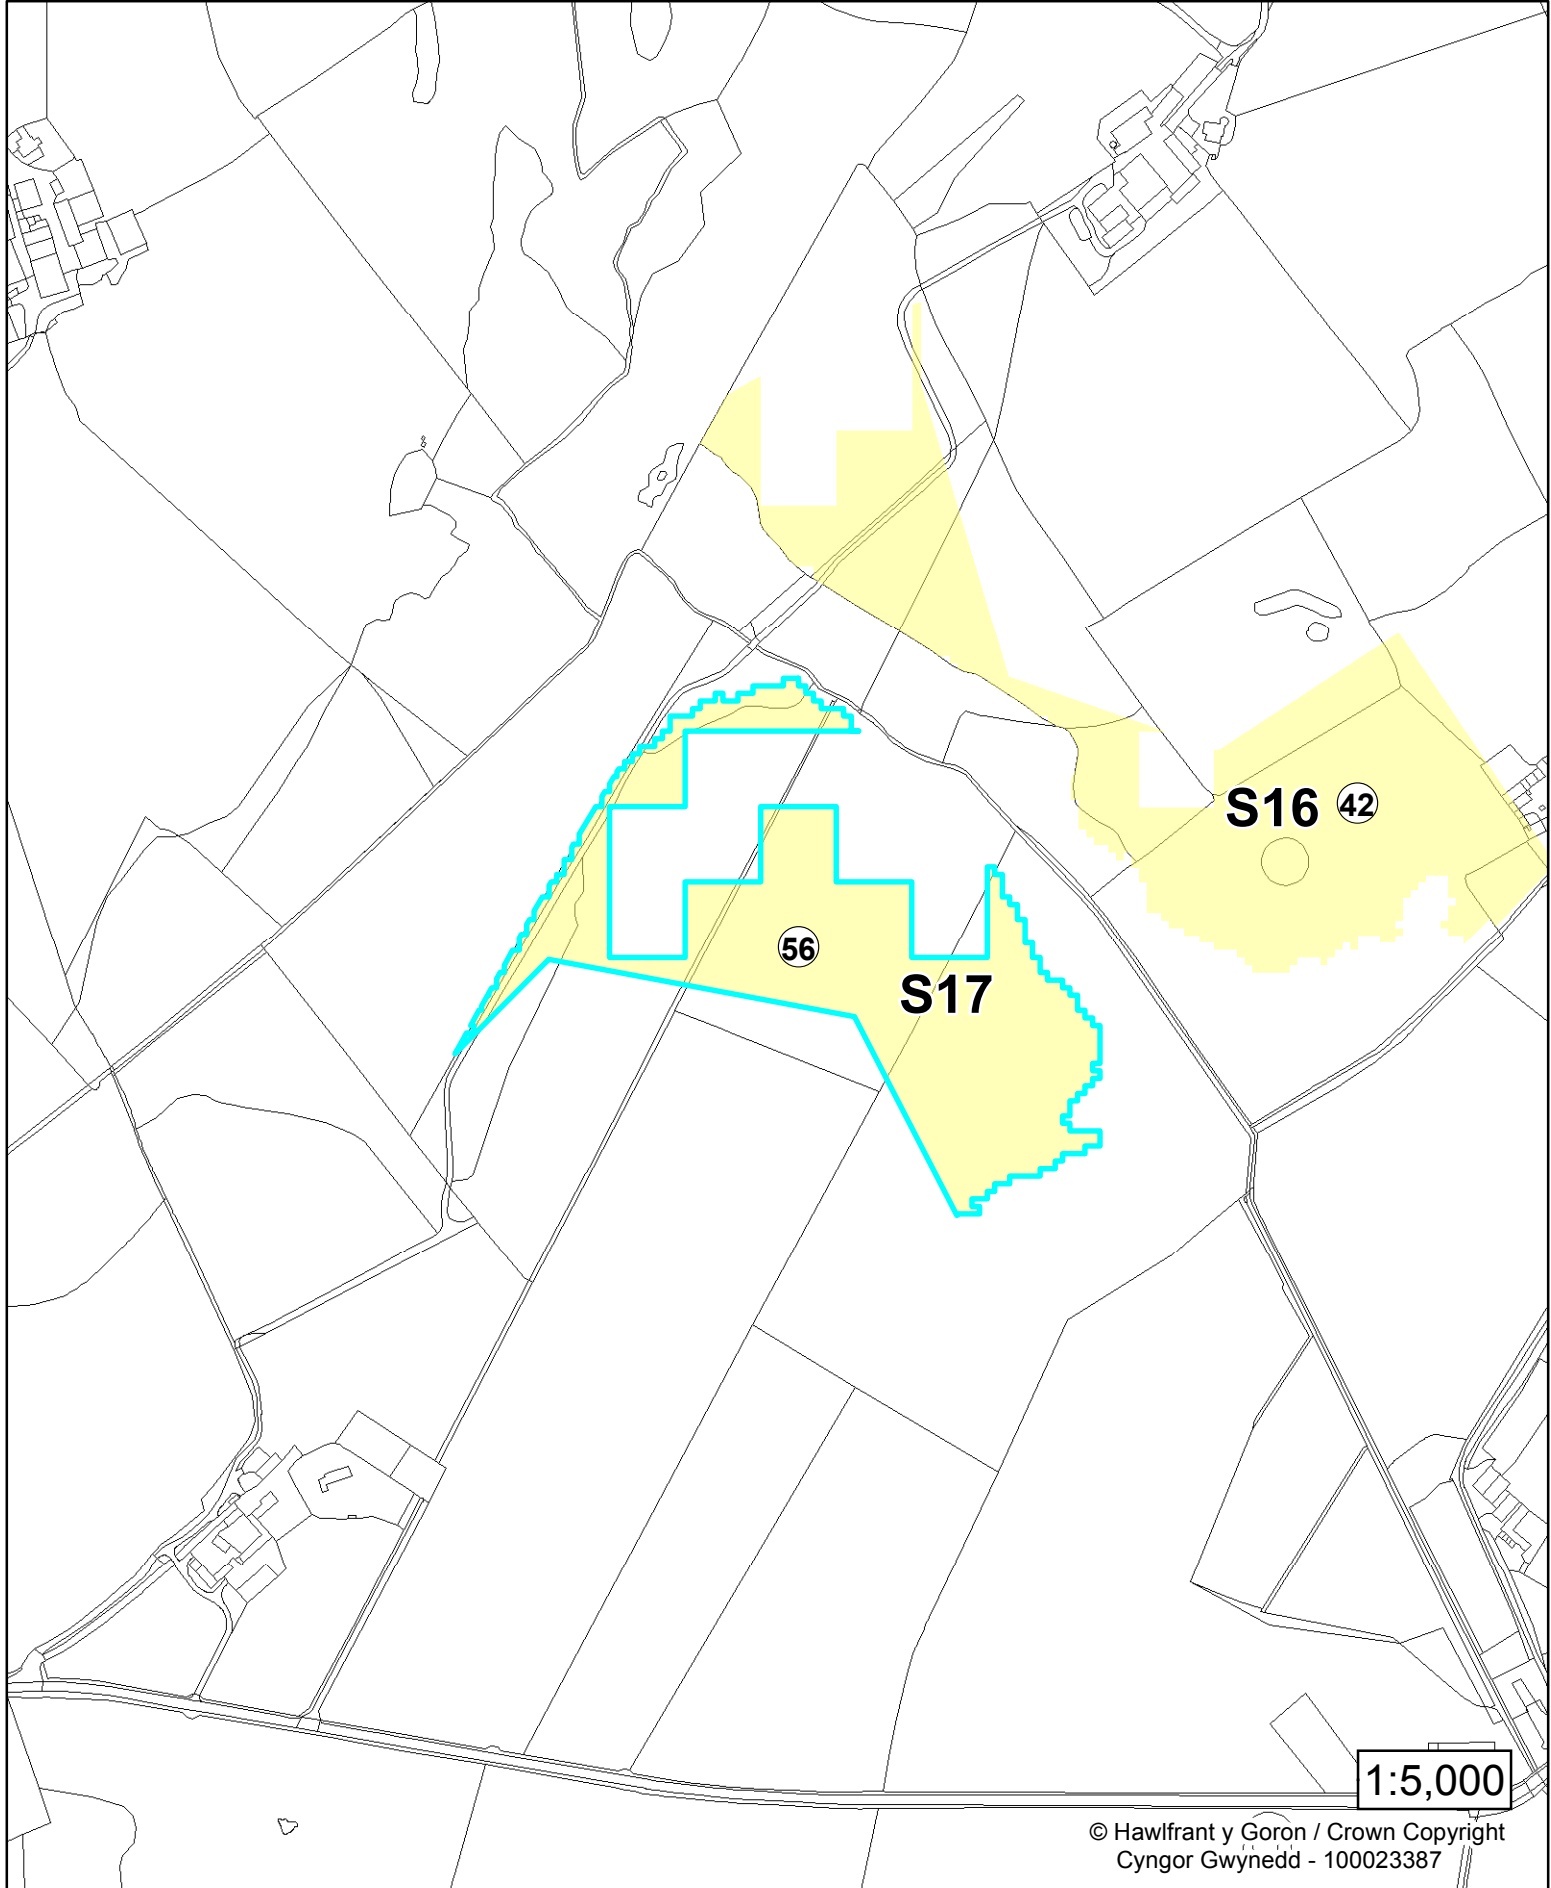 S16 42
56
S17
1:5,000
© Hawlfrant y Goron / Crown Copyright
Cyngor Gwynedd - 100023387